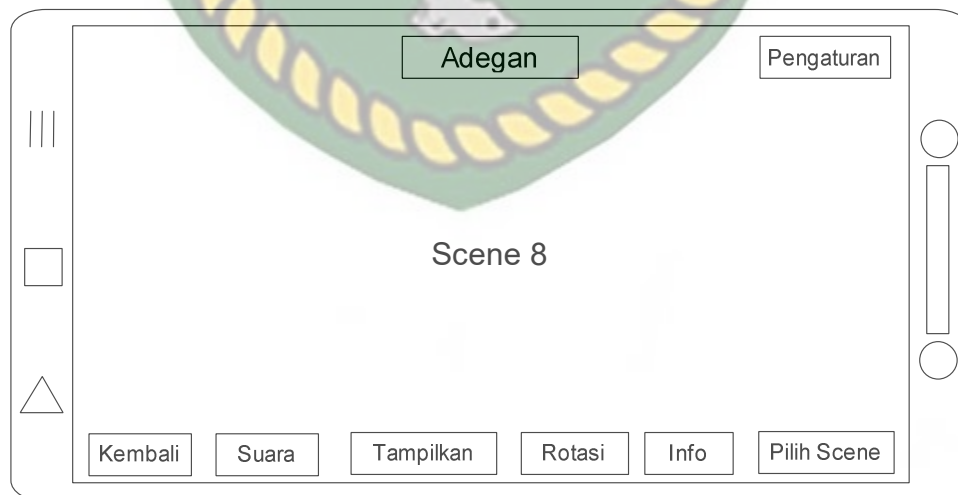 Adegan
Pengaturan
Scene 8
Kembali
Suara
Tampilkan
Rotasi
Info
Pilih Scene